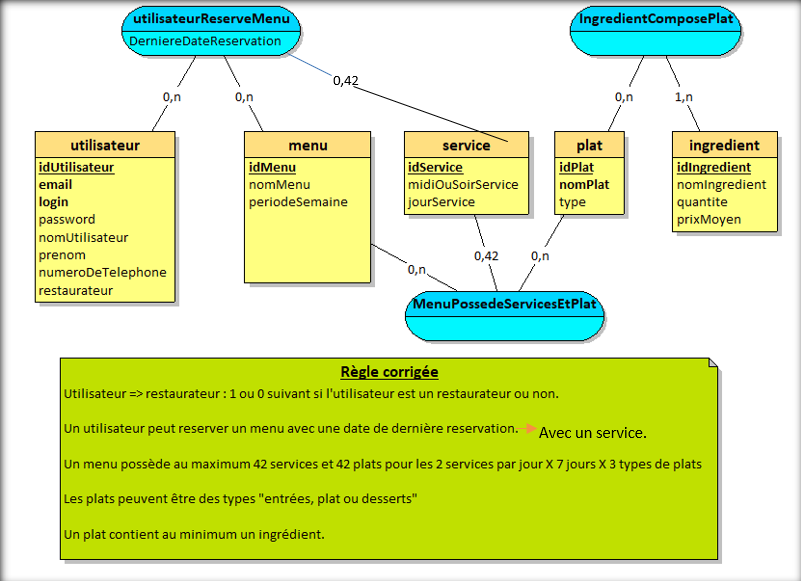 utilisateurReserveMenu
DerniereDateReservation
IngredientComposePlat
0,42
0,n
0,n
0,n
1,n
utilisateur
idUtilisateur
email
login
password
nomUtilisateur
prenom
numeroDeTelephone
restaurateur
menu
idMenu
nomMenu
periodeSemaine
service
idService
midiOuSoirService
jourService
plat
idPlat
nomPlat
type
ingredient
idIngredient
nomIngredient
quantite
prixMoyen
0,n
0,42
0,n
MenuPossedeServicesEtPlat
Règle corrigée
Utilisateur => restaurateur : 1 ou 0 suivant si l'utilisateur est un restaurateur ou non.
Un utilisateur peut reserver un menu avec une date de dernière reservation.
Avec un service.
Un menu possède au maximum 42 services et 42 plats pour les 2 services par jour X 7 jours X 3 types de plats
Les plats peuvent être des types "entrées, plat ou desserts"
Un plat contient au minimum un ingrédient.